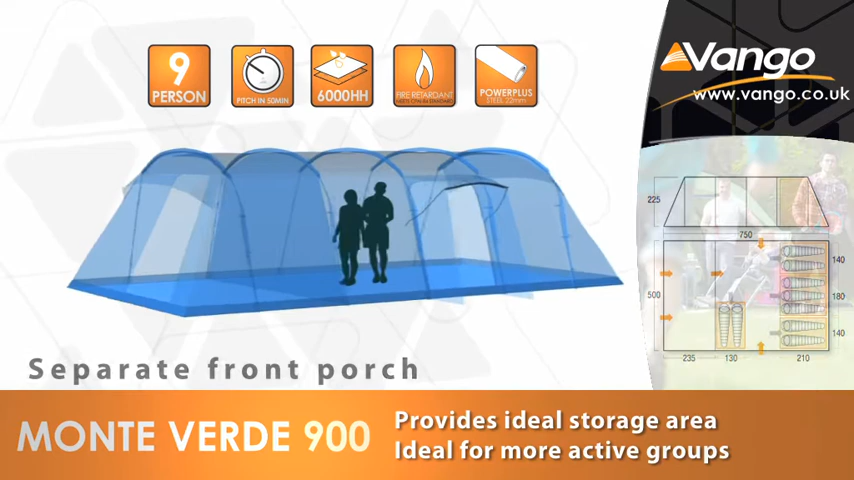 9
PERSON
PITCH IN 50MIN
6000HH
FIRE RETARDANT
POWERPLUS
STEEL 22mm
Vango
www.vango.co.uk
225
750
500
140
180
140
235
130
210
Separate front porch
MONTE VERDE 900
Provides ideal storage area
Ideal for more active groups